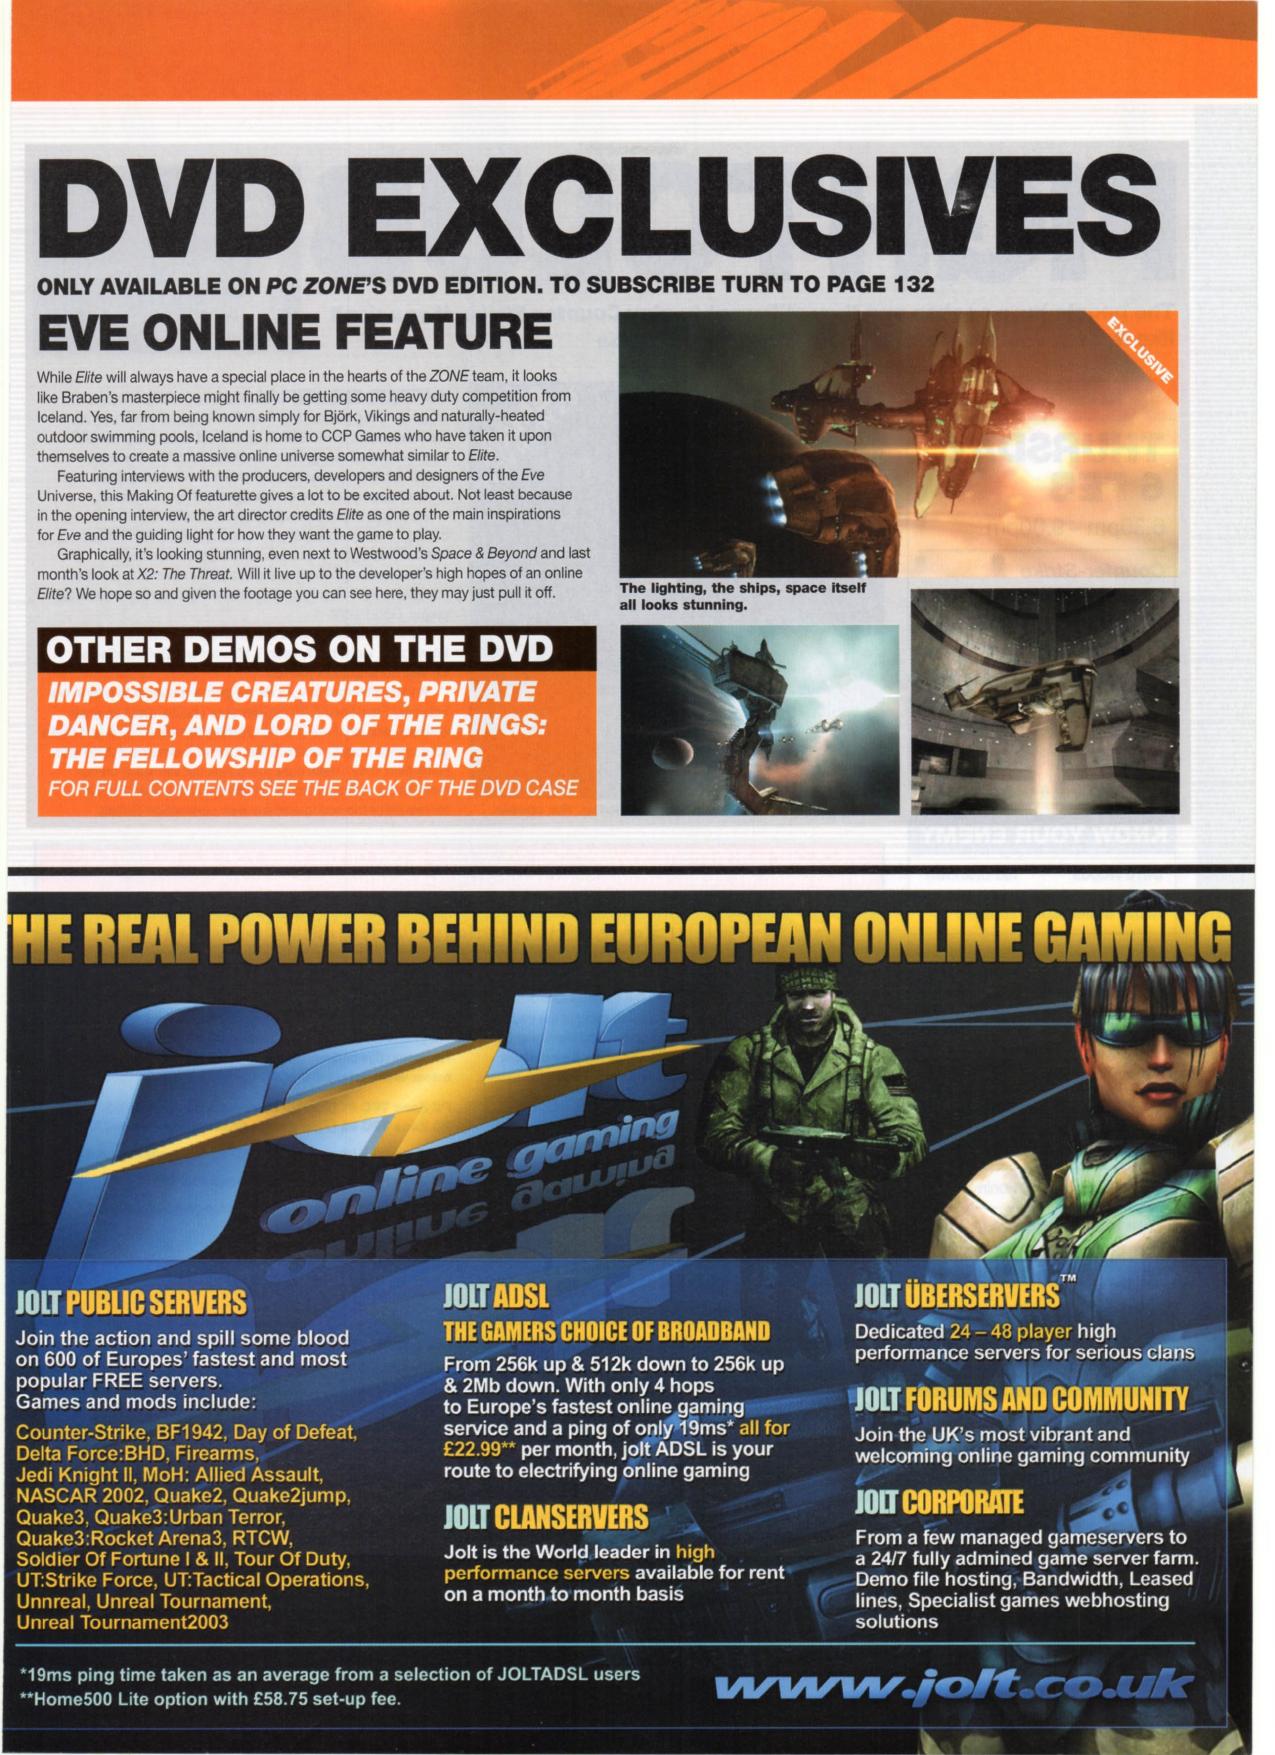 DVD EXCLUSIVES
ONLY AVAILABLE ON PC ZONE'S DVD EDITION. TO SUBSCRIBE TURN TO PAGE 132
EVE ONLINE FEATURE
While Elite will always have a special place in the hearts of the ZONE team, it looks
like Braben's masterpiece might finally be getting some heavy duty competition from
Iceland. Yes, far from being known simply for Björk, Vikings and naturally-heated
outdoor swimming pools, Iceland is home to CCP Games who have taken it upon
themselves to create a massive online universe somewhat similar to Elite.
Featuring interviews with the producers, developers and designers of the Eve
Universe, this Making Of featurette gives a lot to be excited about. Not least because
in the opening interview, the art director credits Elite as one of the main inspirations
for Eve and the guiding light for how they want the game to play.
Graphically, it's looking stunning, even next to Westwood's Space & Beyond and last
month's look at X2: The Threat. Will it live up to the developer's high hopes of an online
Elite? We hope so and given the footage you can see here, they may just pull it off.
EXCLUSIVE
The lighting, the ships, space itself
all looks stunning.
OTHER DEMOS ON THE DVD
IMPOSSIBLE CREATURES, PRIVATE
DANCER, AND LORD OF THE RINGS:
THE FELLOWSHIP OF THE RING
FOR FULL CONTENTS SEE THE BACK OF THE DVD CASE
HE REAL POWER BEHIND EUROPEAN ONLINE GAMING
jolt
online gaming
JOLT PUBLIC SERVERS
Join the action and spill some blood
on 600 of Europes' fastest and most
popular FREE servers.
Games and mods include:
Counter-Strike, BF1942, Day of Defeat,
Delta Force:BHD, Firearms,
Jedi Knight II, MoH: Allied Assault,
NASCAR 2002, Quake2, Quake2jump,
Quake3, Quake3:Urban Terror,
Quake3:Rocket Arena3, RTCW,
Soldier Of Fortune I & II, Tour Of Duty,
UT:Strike Force, UT:Tactical Operations,
Unnreal, Unreal Tournament,
Unreal Tournament2003
JOLT ADSL
THE GAMERS CHOICE OF BROADBAND
From 256k up & 512k down to 256k up
& 2Mb down. With only 4 hops
to Europe's fastest online gaming
service and a ping of only 19ms* all for
£22.99** per month, jolt ADSL is your
route to electrifying online gaming
JOLT CLANSERVERS
Jolt is the World leader in high
performance servers available for rent
on a month to month basis
JOLT ÜBERSERVERS™
Dedicated 24 – 48 player high
performance servers for serious clans
JOLT FORUMS AND COMMUNITY
Join the UK's most vibrant and
welcoming online gaming community
JOLT CORPORATE
From a few managed gameservers to
a 24/7 fully admined game server farm.
Demo file hosting, Bandwidth, Leased
lines, Specialist games webhosting
solutions
*19ms ping time taken as an average from a selection of JOLTADSL users
**Home500 Lite option with £58.75 set-up fee.
www.jolt.co.uk